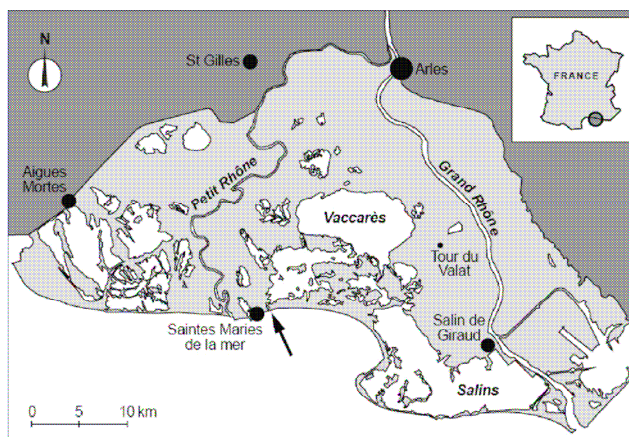 N
St Gilles
Arles
FRANCE
Aigues
Mortes
Petit Rhône
Grand Rhône
Vaccarès
Tour du
Valat
Saintes Maries
de la mer
Salin de
Giraud
Salins
0 5 10 km